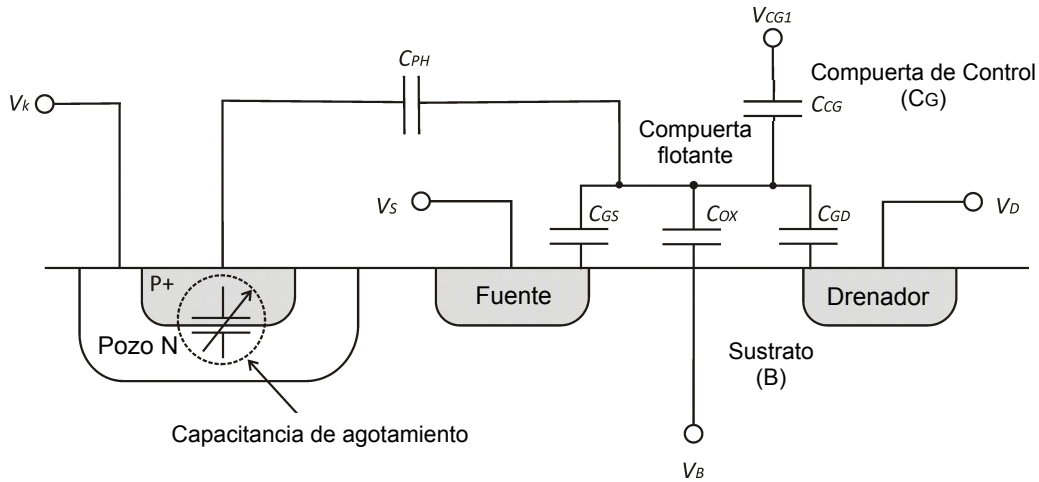 VCG1
CPH
Compuerta de Control
(CG)
Vk
CCG
Compuerta
flotante
VS
CGS
COX
CGD
VD
P+
Fuente
Drenador
Pozo N
Sustrato
(B)
Capacitancia de agotamiento
VB